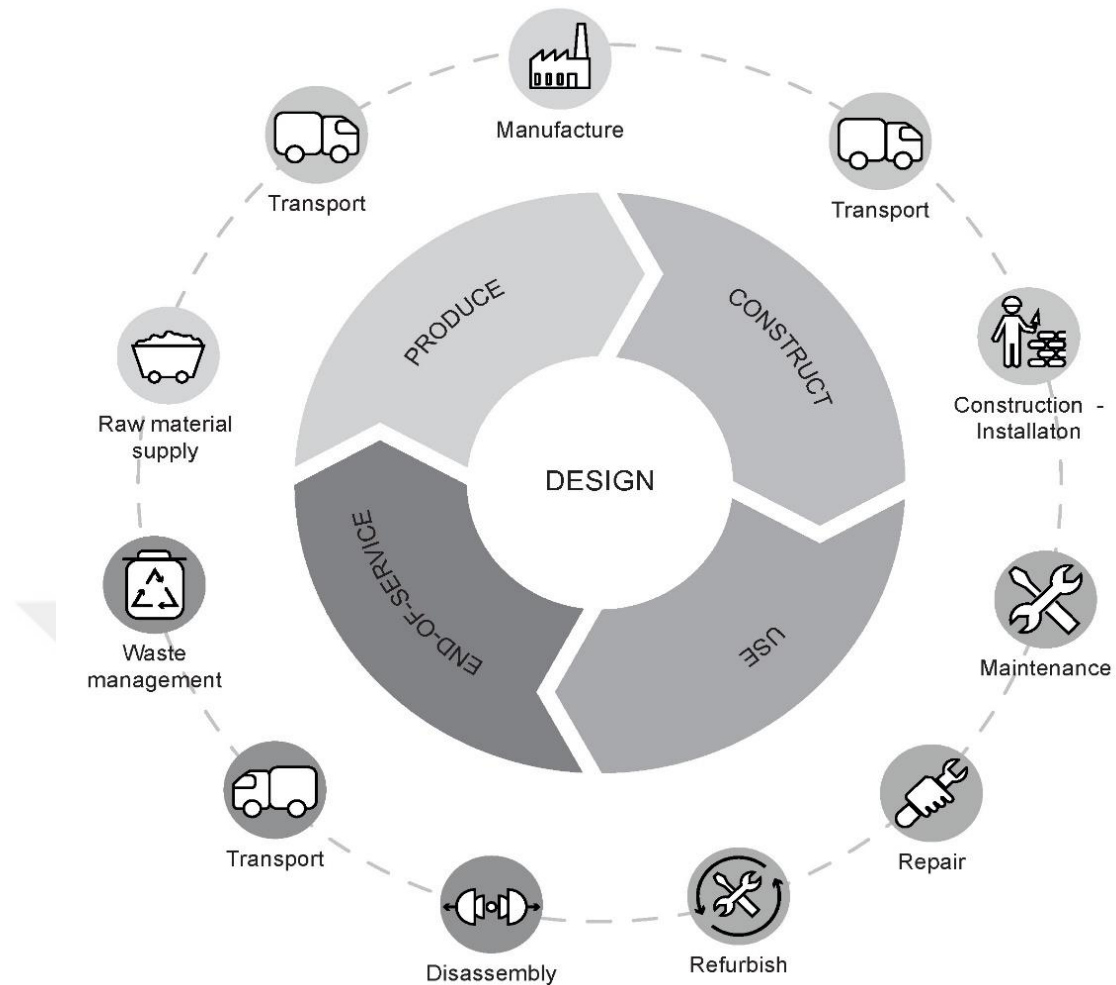 Manufacture
Transport
Transport
PRODUCE
CONSTRUCT
Raw material
supply
Construction -
Installaton
DESIGN
END-OF-SERVICE
USE
Waste
management
Maintenance
Transport
Repair
Disassembly
Refurbish